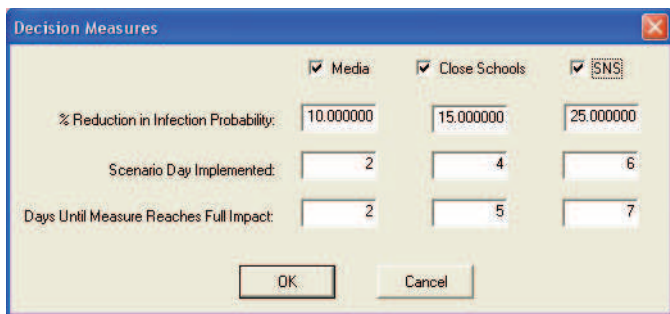 Decision Measures
Media Close Schools SNS
% Reduction in Infection Probability: 10.000000 15.000000 25.000000
Scenario Day Implemented: 2 4 6
Days Until Measure Reaches Full Impact: 2 5 7
OK Cancel